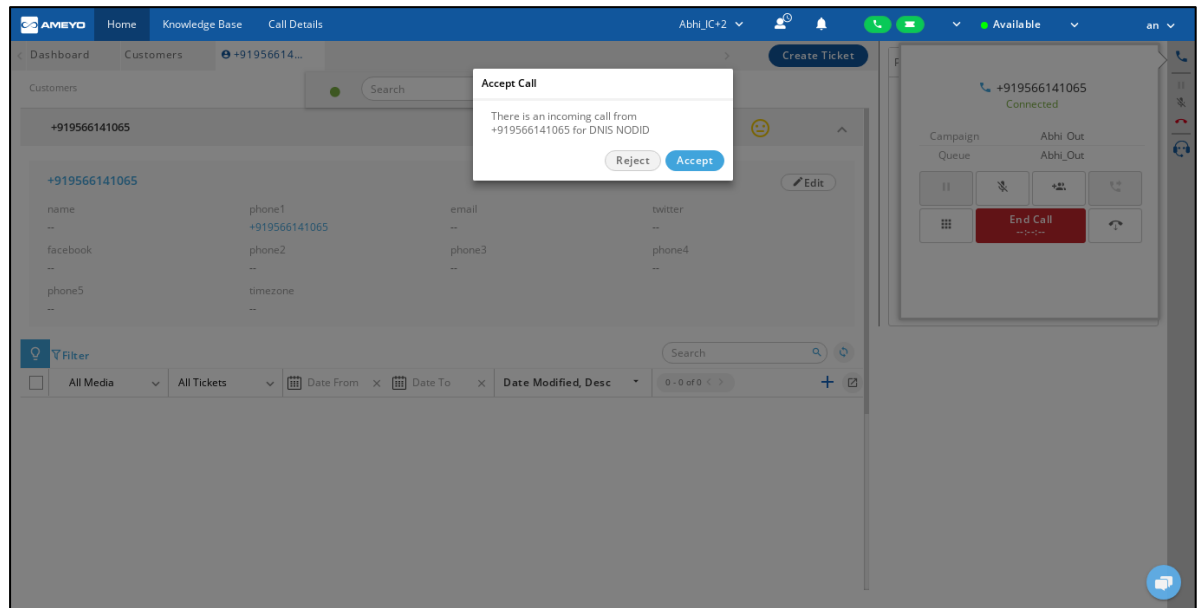 AMEYO Home Knowledge Base Call Details Abhi_IC+2 Available an
Dashboard Customers +91956614... Create Ticket
Customers Search
Accept Call
There is an incoming call from
+919566141065 for DNIS NODID
Reject Accept
+919566141065
+919566141065 Edit
name phone1 email twitter
-- +919566141065 -- --
facebook phone2 phone3 phone4
-- -- -- --
phone5 timezone
-- --
+919566141065
Connected
Campaign Abhi Out
Queue Abhi_Out
End Call
--:--:--
Filter Search
All Media All Tickets Date From Date To Date Modified, Desc 0 - 0 of 0